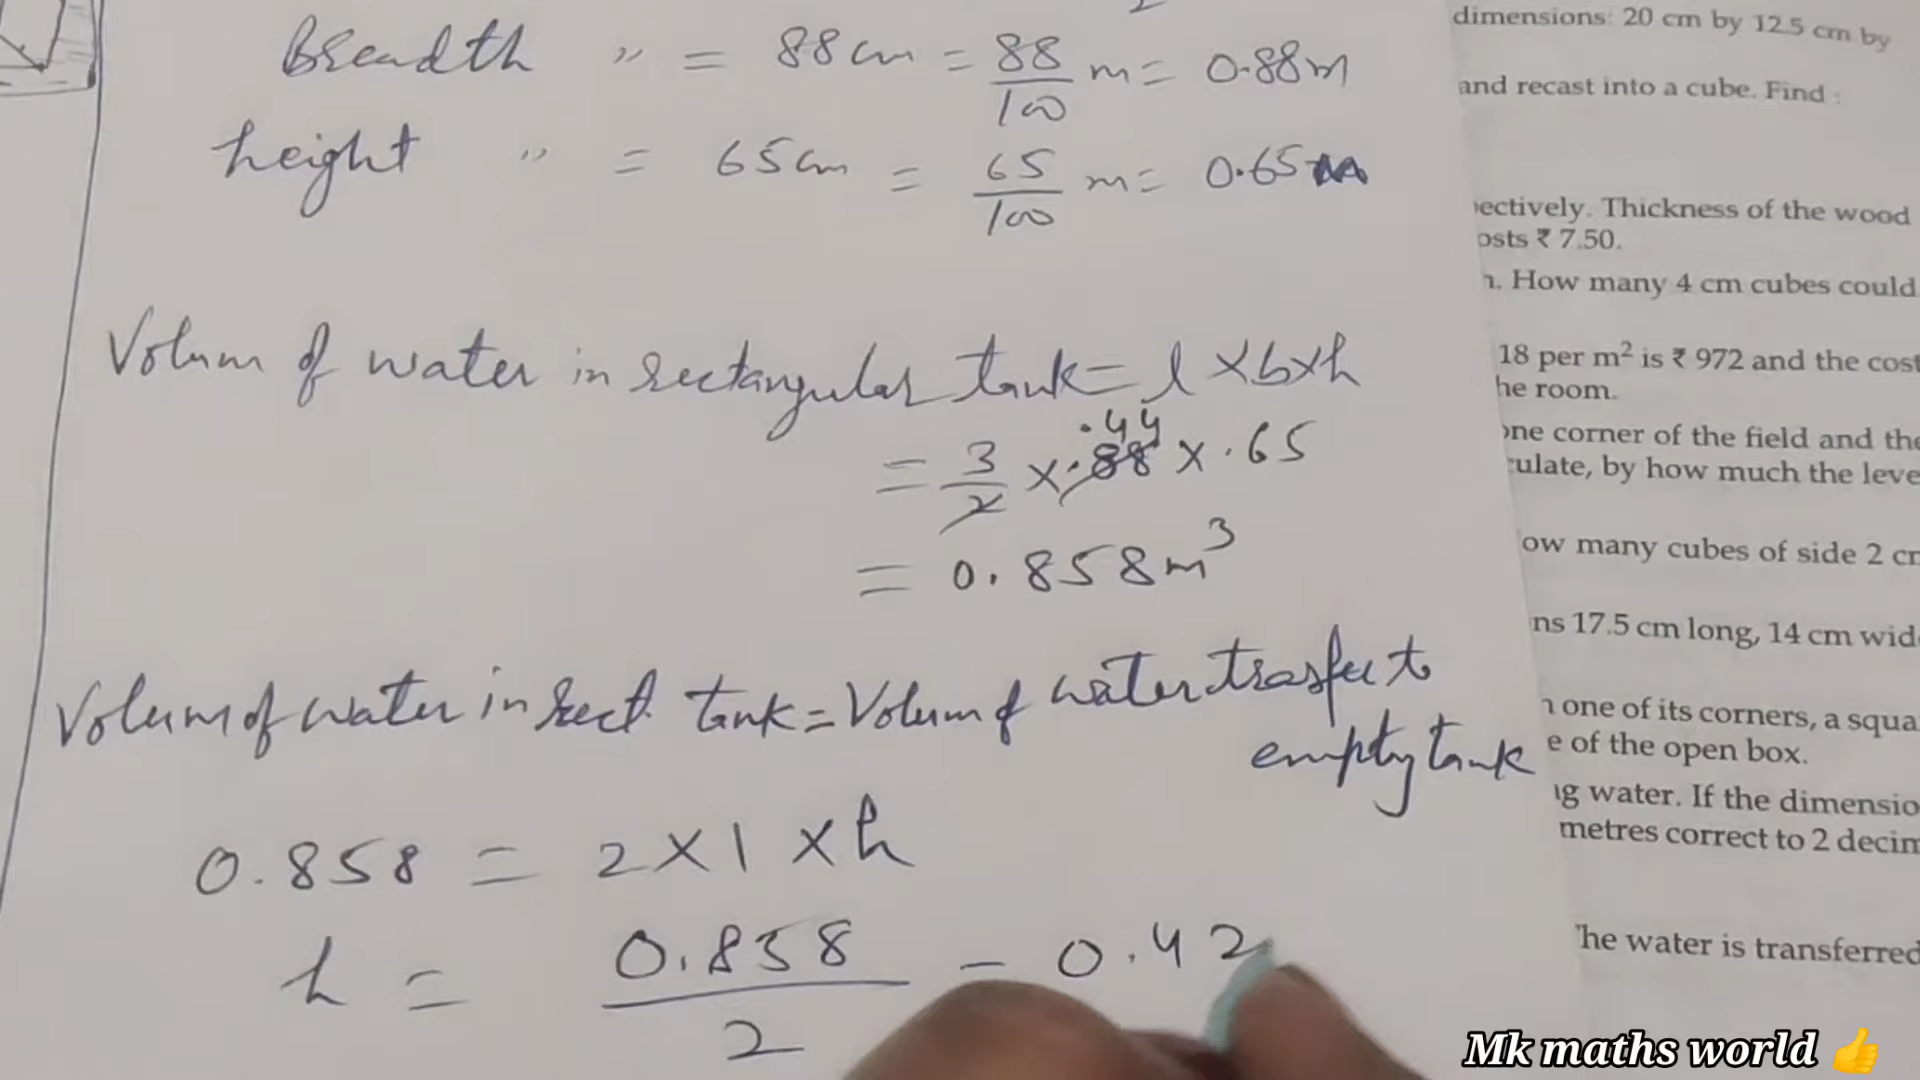 Breadth " = 88cm = 88/100 m = 0.88m
height " = 65cm = 65/100 m = 0.65m
Volum of water in rectangular tank = l×b×h
= 3/2 × .88 × .65
.44
= 0.858m³
Volum of water in rect. tank = Volum of water trasfer to
empty tank
0.858 = 2×1×h
h = 0.858/2 = 0.42
dimensions: 20 cm by 12.5 cm by
and recast into a cube. Find :
ectively. Thickness of the wood
osts ₹ 7.50.
. How many 4 cm cubes could
18 per m² is ₹ 972 and the cost
he room.
one corner of the field and the
culate, by how much the leve
ow many cubes of side 2 cm
ns 17.5 cm long, 14 cm wid
n one of its corners, a squa
e of the open box.
g water. If the dimensio
metres correct to 2 decim
he water is transferred
Mk maths world 👍